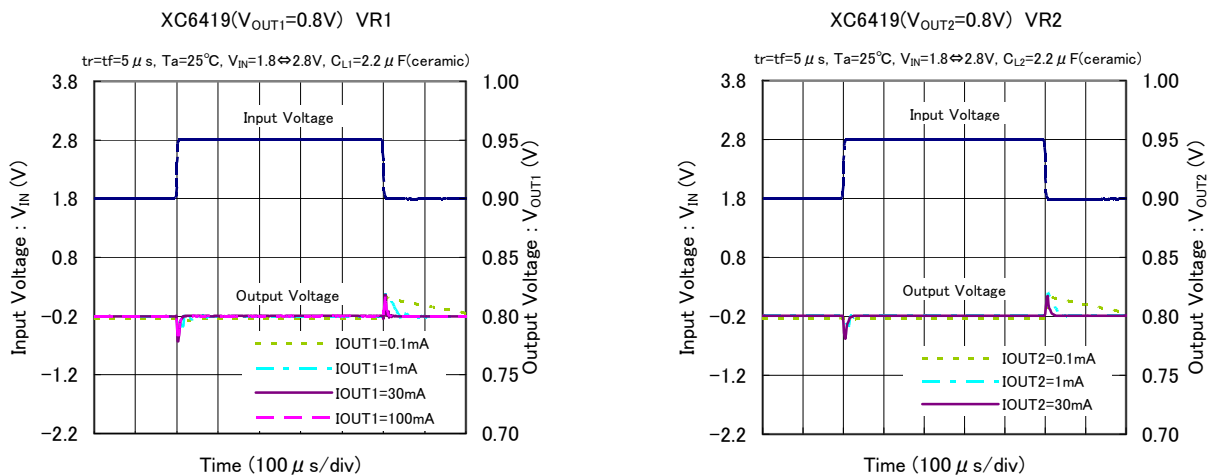 XC6419(VOUT1=0.8V) VR1
tr=tf=5μs, Ta=25℃, VIN=1.8⇔2.8V, CL1=2.2μF(ceramic)
3.8
2.8
1.8
0.8
-0.2
-1.2
-2.2
Input Voltage : VIN (V)
Input Voltage
Output Voltage
IOUT1=0.1mA
IOUT1=1mA
IOUT1=30mA
IOUT1=100mA
1.00
0.95
0.90
0.85
0.80
0.75
0.70
Output Voltage : VOUT1 (V)
Time (100μs/div)
XC6419(VOUT2=0.8V) VR2
tr=tf=5μs, Ta=25℃, VIN=1.8⇔2.8V, CL2=2.2μF(ceramic)
3.8
2.8
1.8
0.8
-0.2
-1.2
-2.2
Input Voltage : VIN (V)
Input Voltage
Output Voltage
IOUT2=0.1mA
IOUT2=1mA
IOUT2=30mA
1.00
0.95
0.90
0.85
0.80
0.75
0.70
Output Voltage : VOUT2 (V)
Time (100μs/div)